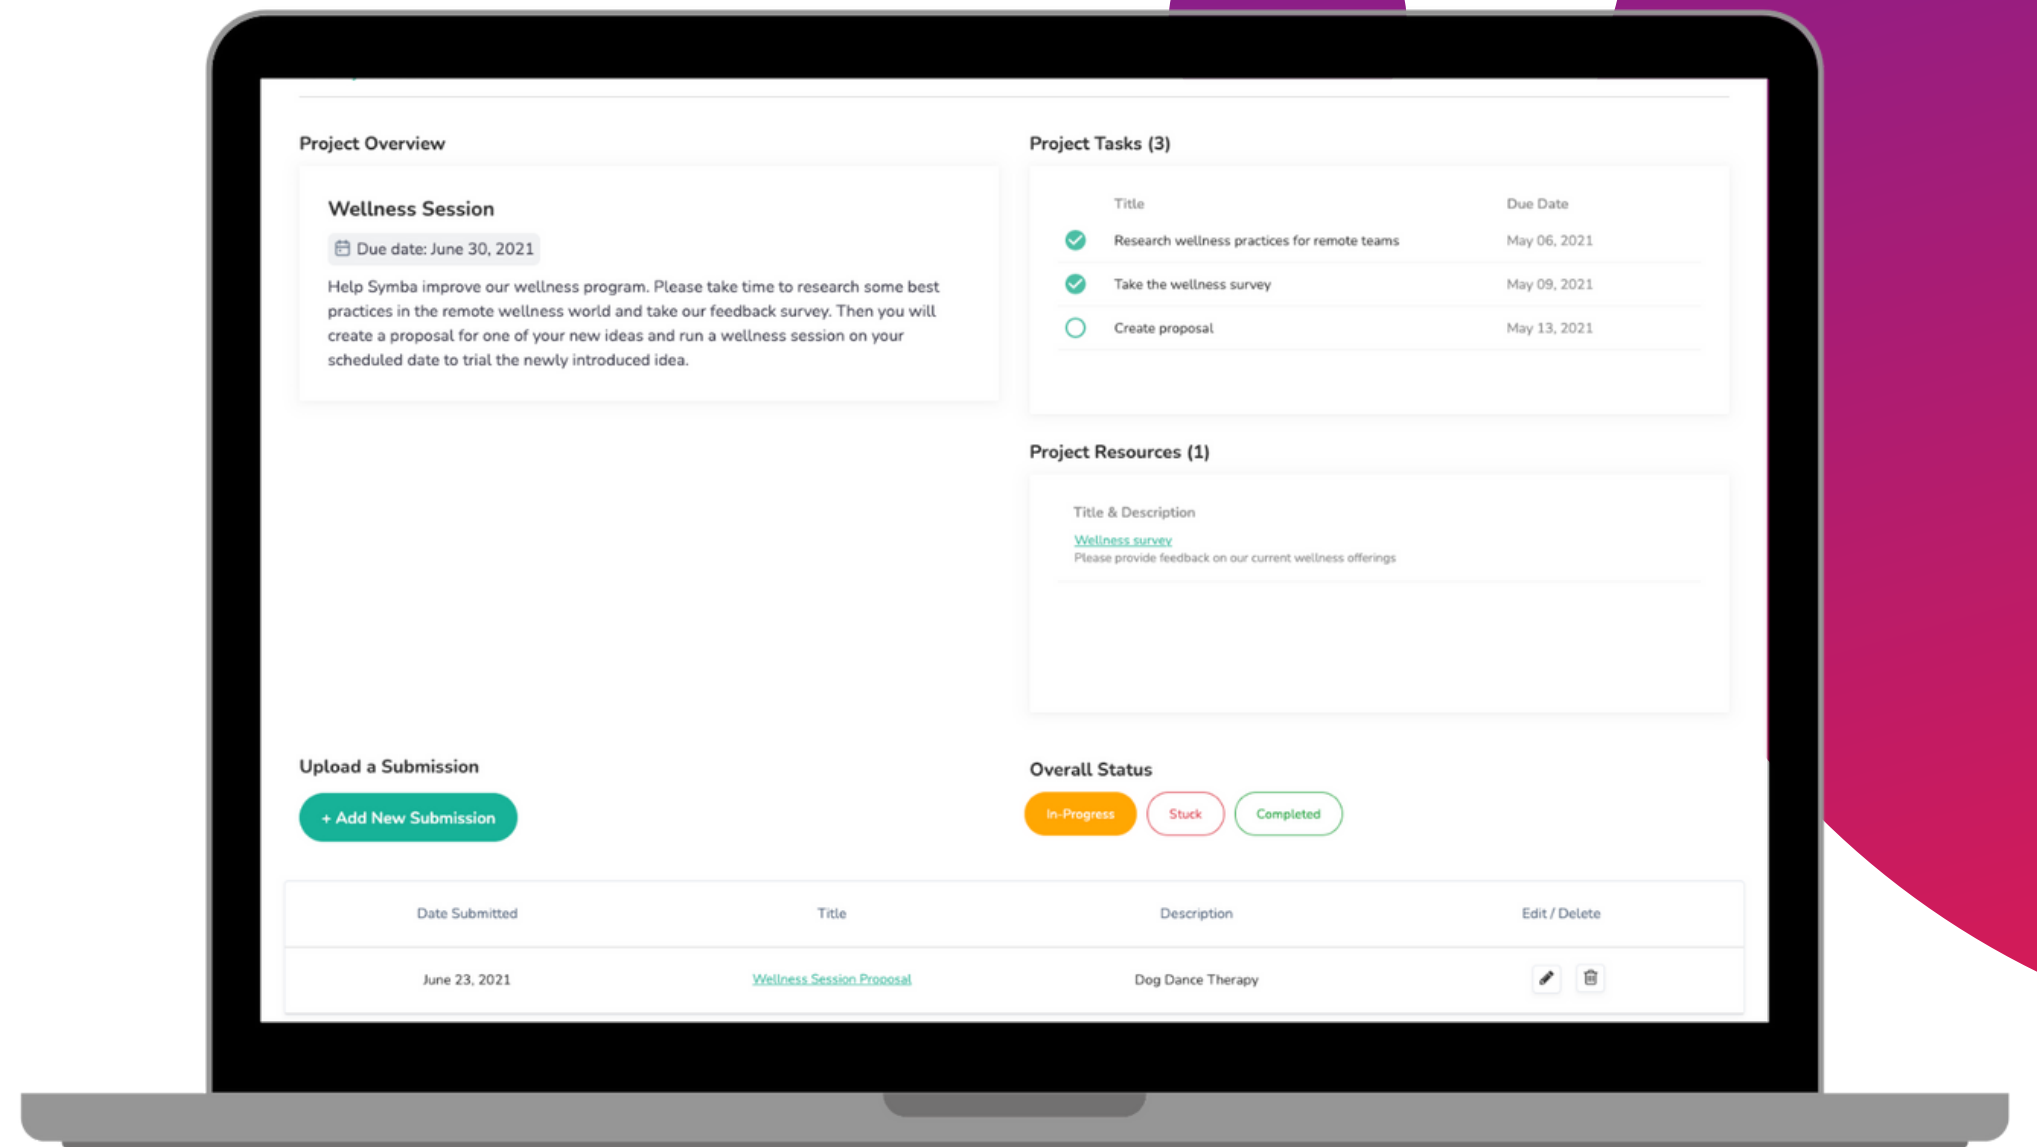 Project Overview
Wellness Session
Due date: June 30, 2021
Help Symba improve our wellness program. Please take time to research some best
practices in the remote wellness world and take our feedback survey. Then you will
create a proposal for one of your new ideas and run a wellness session on your
scheduled date to trial the newly introduced idea.
Project Tasks (3)
Title Due Date
Research wellness practices for remote teams May 06, 2021
Take the wellness survey May 09, 2021
Create proposal May 13, 2021
Project Resources (1)
Title & Description
Wellness survey
Please provide feedback on our current wellness offerings
Upload a Submission
+ Add New Submission
Overall Status
In-Progress Stuck Completed
Date Submitted Title Description Edit / Delete
June 23, 2021 Wellness Session Proposal Dog Dance Therapy